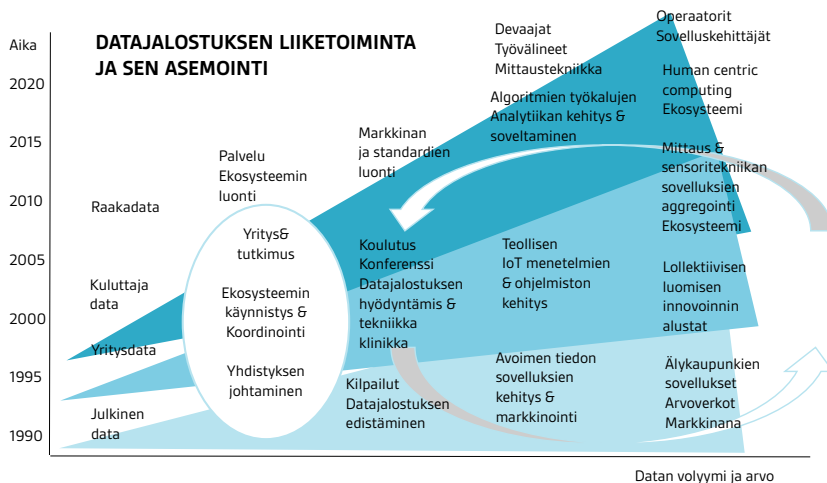 DATAJALOSTUKSEN LIIKETOIMINTA
JA SEN ASEMOINTI
Aika
2020
2015
2010
2005
2000
1995
1990
Raakadata
Kuluttaja
data
Yritysdata
Julkinen
data
Palvelu
Ekosysteemin
luonti
Yritys&
tutkimus
Ekosysteemin
käynnistys &
Koordinointi
Yhdistyksen
johtaminen
Markkinan
ja standardien
luonti
Koulutus
Konferenssi
Datajalostuksen
hyödyntämis &
tekniikka
klinikka
Kilpailut
Datajalostuksen
edistäminen
Devaajat
Työvälineet
Mittaustekniikka
Algoritmien työkalujen
Analytiikan kehitys &
soveltaminen
Teollisen
IoT menetelmien
& ohjelmiston
kehitys
Avoimen tiedon
sovelluksien
kehitys &
markkinointi
Operaatorit
Sovelluskehittäjät
Human centric
computing
Ekosysteemi
Mittaus &
sensoritekniikan
sovelluksien
aggregointi
Ekosysteemi
Lollektiivisen
luomisen
innovoinnin
alustat
Älykaupunkien
sovellukset
Arvoverkot
Markkinana
Datan volyymi ja arvo